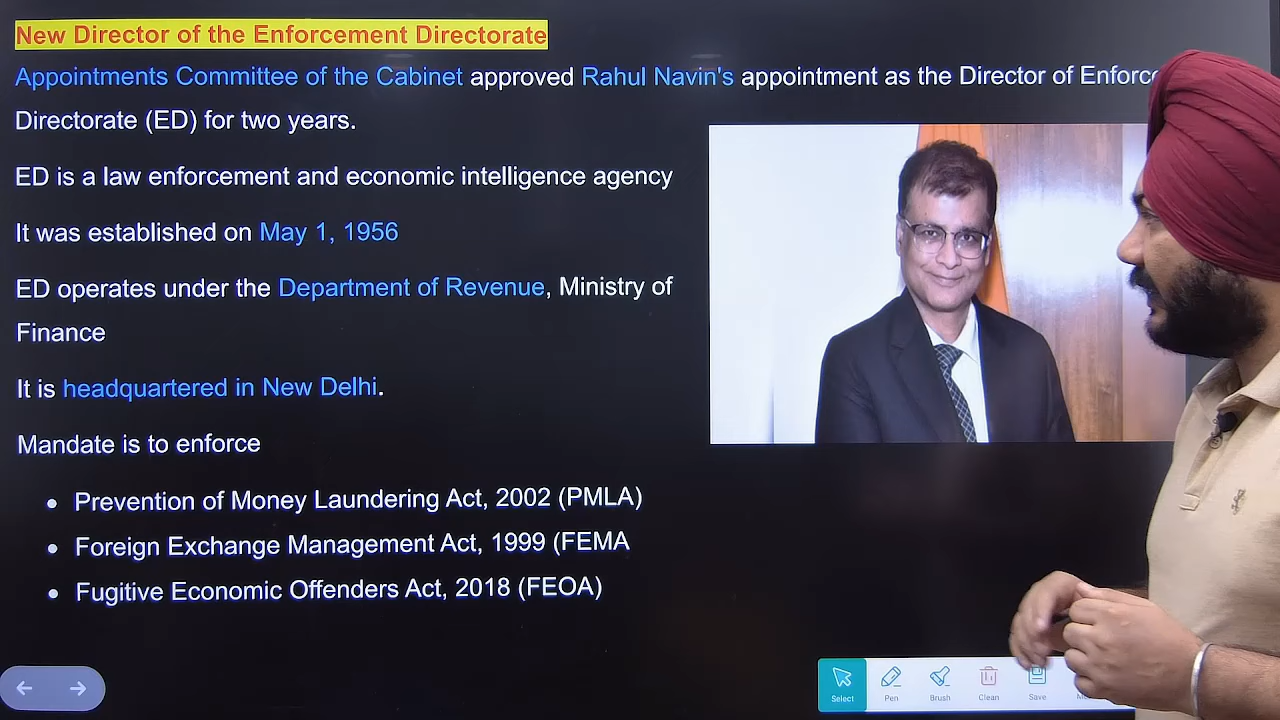 New Director of the Enforcement Directorate
Appointments Committee of the Cabinet approved Rahul Navin's appointment as the Director of Enforce
Directorate (ED) for two years.
ED is a law enforcement and economic intelligence agency
It was established on May 1, 1956
ED operates under the Department of Revenue, Ministry of
Finance
It is headquartered in New Delhi.
Mandate is to enforce
• Prevention of Money Laundering Act, 2002 (PMLA)
• Foreign Exchange Management Act, 1999 (FEMA
• Fugitive Economic Offenders Act, 2018 (FEOA)
Select Pen Brush Clean Save